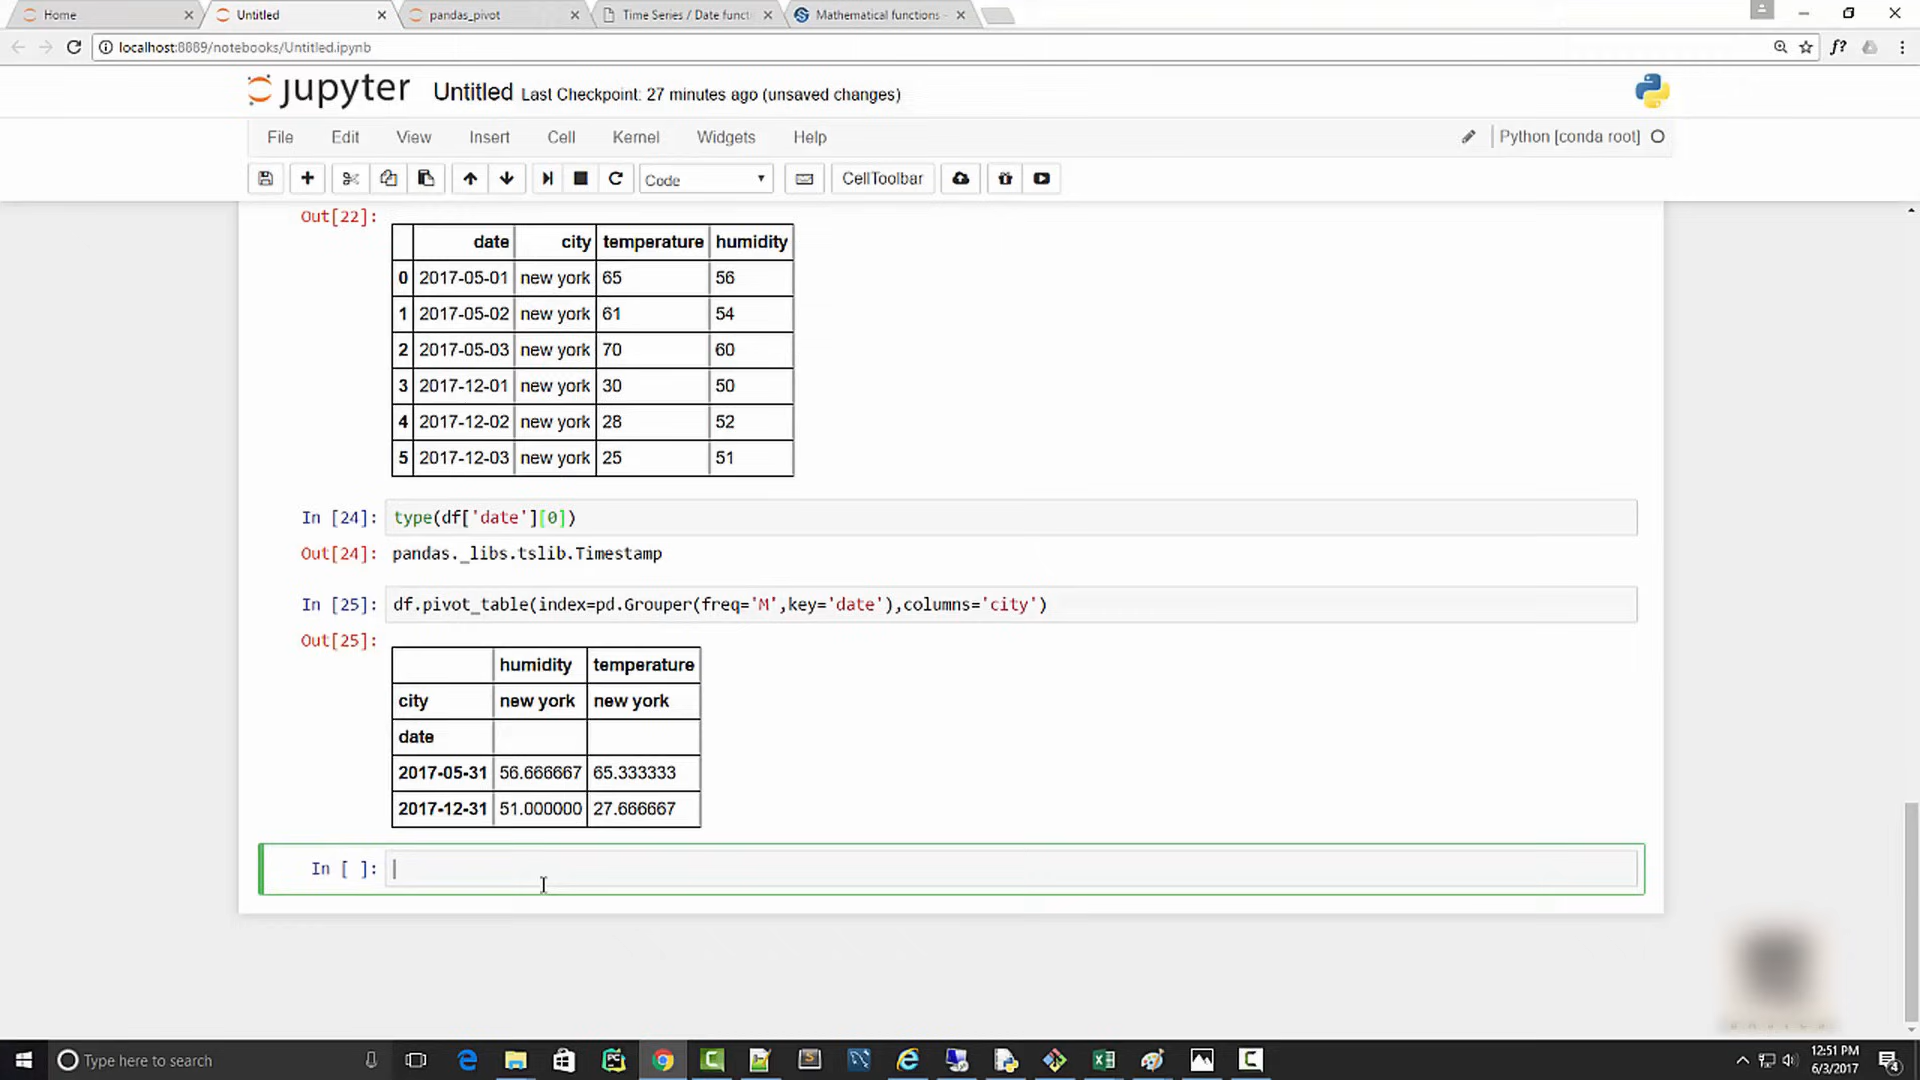 Home
Untitled
pandas_pivot
Time Series / Date funct
Mathematical functions -
localhost:8889/notebooks/Untitled.ipynb
f?
jupyter Untitled Last Checkpoint: 27 minutes ago (unsaved changes)
File Edit View Insert Cell Kernel Widgets Help
Python [conda root]
Code
CellToolbar
Out[22]:
date city temperature humidity
0 2017-05-01 new york 65 56
1 2017-05-02 new york 61 54
2 2017-05-03 new york 70 60
3 2017-12-01 new york 30 50
4 2017-12-02 new york 28 52
5 2017-12-03 new york 25 51
In [24]: type(df['date'][0])
Out[24]: pandas._libs.tslib.Timestamp
In [25]: df.pivot_table(index=pd.Grouper(freq='M',key='date'),columns='city')
Out[25]:
humidity temperature
city new york new york
date
2017-05-31 56.666667 65.333333
2017-12-31 51.000000 27.666667
In [ ]:
Type here to search
12:51 PM
6/3/2017
4